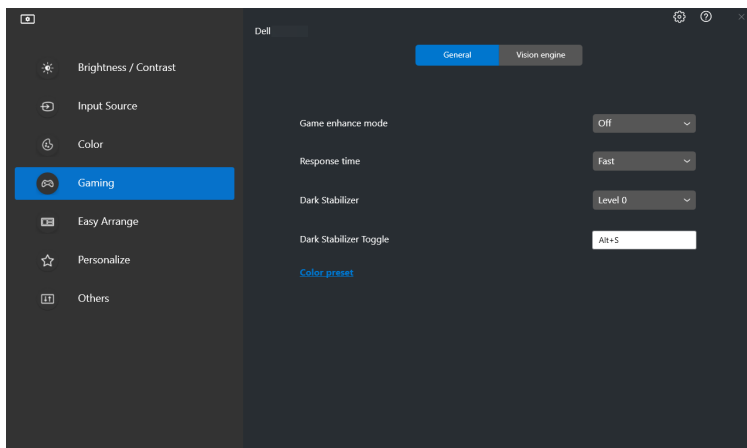 Dell
Brightness / Contrast
Input Source
Color
Gaming
Easy Arrange
Personalize
Others
General
Vision engine
Game enhance mode
Off
Response time
Fast
Dark Stabilizer
Level 0
Dark Stabilizer Toggle
Alt+S
Color preset